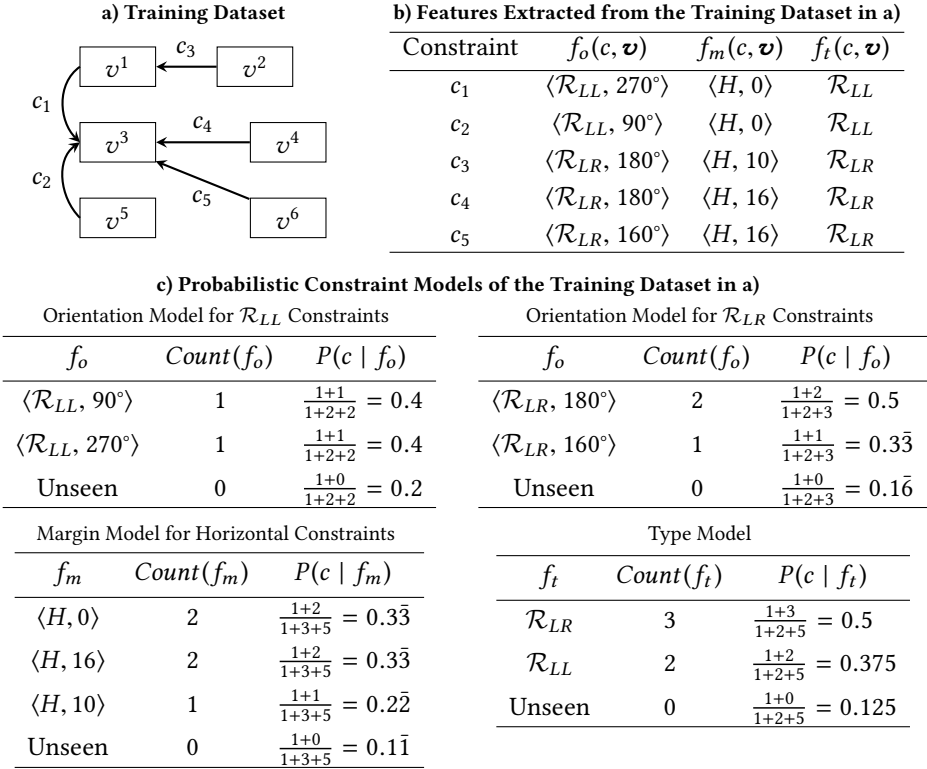 a) Training Dataset
v¹
v²
v³
v⁴
v⁵
v⁶
c₃
c₁
c₄
c₂
c₅
b) Features Extracted from the Training Dataset in a)
Constraint fₒ(c, 𝒗) fₘ(c, 𝒗) fₜ(c, 𝒗)
c₁ ⟨ℛ_LL, 270°⟩ ⟨H, 0⟩ ℛ_LL
c₂ ⟨ℛ_LL, 90°⟩ ⟨H, 0⟩ ℛ_LL
c₃ ⟨ℛ_LR, 180°⟩ ⟨H, 10⟩ ℛ_LR
c₄ ⟨ℛ_LR, 180°⟩ ⟨H, 16⟩ ℛ_LR
c₅ ⟨ℛ_LR, 160°⟩ ⟨H, 16⟩ ℛ_LR
c) Probabilistic Constraint Models of the Training Dataset in a)
Orientation Model for ℛ_LL Constraints
fₒ Count(fₒ) P(c | fₒ)
⟨ℛ_LL, 90°⟩ 1 (1+1)/(1+2+2) = 0.4
⟨ℛ_LL, 270°⟩ 1 (1+1)/(1+2+2) = 0.4
Unseen 0 (1+0)/(1+2+2) = 0.2
Orientation Model for ℛ_LR Constraints
fₒ Count(fₒ) P(c | fₒ)
⟨ℛ_LR, 180°⟩ 2 (1+2)/(1+2+3) = 0.5
⟨ℛ_LR, 160°⟩ 1 (1+1)/(1+2+3) = 0.33̄
Unseen 0 (1+0)/(1+2+3) = 0.16̄
Margin Model for Horizontal Constraints
fₘ Count(fₘ) P(c | fₘ)
⟨H, 0⟩ 2 (1+2)/(1+3+5) = 0.33̄
⟨H, 16⟩ 2 (1+2)/(1+3+5) = 0.33̄
⟨H, 10⟩ 1 (1+1)/(1+3+5) = 0.22̄
Unseen 0 (1+0)/(1+3+5) = 0.11̄
Type Model
fₜ Count(fₜ) P(c | fₜ)
ℛ_LR 3 (1+3)/(1+2+5) = 0.5
ℛ_LL 2 (1+2)/(1+2+5) = 0.375
Unseen 0 (1+0)/(1+2+5) = 0.125